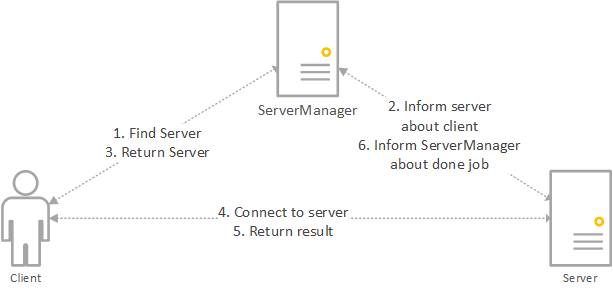 ServerManager
1. Find Server
3. Return Server
2. Inform server
about client
6. Inform ServerManager
about done job
4. Connect to server
5. Return result
Client
Server